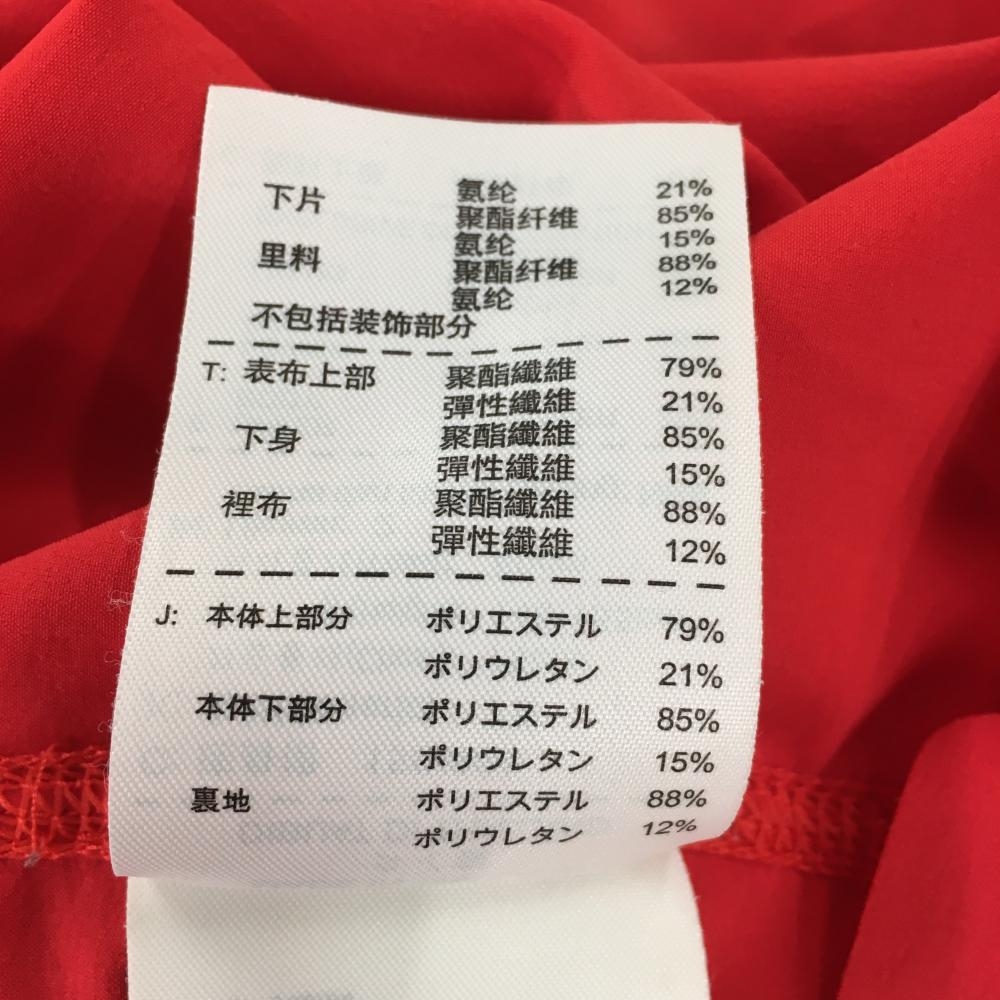 氨纶 21%
下片 聚酯纤维 85%
氨纶 15%
里料 聚酯纤维 88%
氨纶 12%
不包括装饰部分
T: 表布上部 聚酯纖維 79%
彈性纖維 21%
下身 聚酯纖維 85%
彈性纖維 15%
裡布 聚酯纖維 88%
彈性纖維 12%
J: 本体上部分 ポリエステル 79%
ポリウレタン 21%
本体下部分 ポリエステル 85%
ポリウレタン 15%
裏地 ポリエステル 88%
ポリウレタン 12%